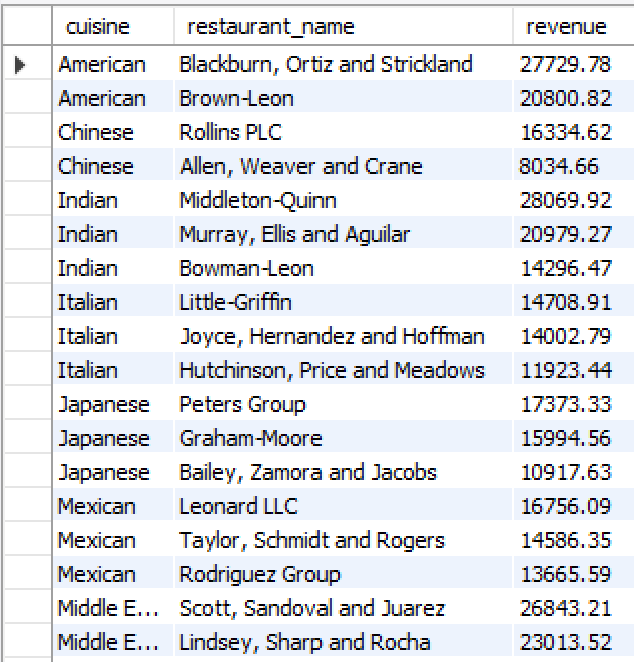 cuisine restaurant_name revenue
American Blackburn, Ortiz and Strickland 27729.78
American Brown-Leon 20800.82
Chinese Rollins PLC 16334.62
Chinese Allen, Weaver and Crane 8034.66
Indian Middleton-Quinn 28069.92
Indian Murray, Ellis and Aguilar 20979.27
Indian Bowman-Leon 14296.47
Italian Little-Griffin 14708.91
Italian Joyce, Hernandez and Hoffman 14002.79
Italian Hutchinson, Price and Meadows 11923.44
Japanese Peters Group 17373.33
Japanese Graham-Moore 15994.56
Japanese Bailey, Zamora and Jacobs 10917.63
Mexican Leonard LLC 16756.09
Mexican Taylor, Schmidt and Rogers 14586.35
Mexican Rodriguez Group 13665.59
Middle E... Scott, Sandoval and Juarez 26843.21
Middle E... Lindsey, Sharp and Rocha 23013.52